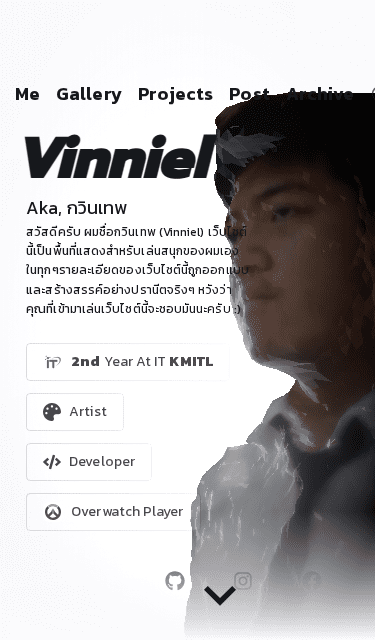 Me Gallery Projects Post Archive
Vinniel
Aka, กวินเทพ
สวัสดีครับ ผมชื่อกวินเทพ (Vinniel) เว็บไซต์
นี้เป็นพื้นที่แสดงสำหรับเล่นสนุกของผมเอง
ในทุกๆรายละเอียดของเว็บไซต์นี้ถูกออกแบบ
และสร้างสรรค์อย่างปรานีตจริงๆ หวังว่า
คุณที่เข้ามาเล่นเว็บไซต์นี้จะชอบมันนะครับ :)
2nd Year At IT KMITL
Artist
Developer
Overwatch Player